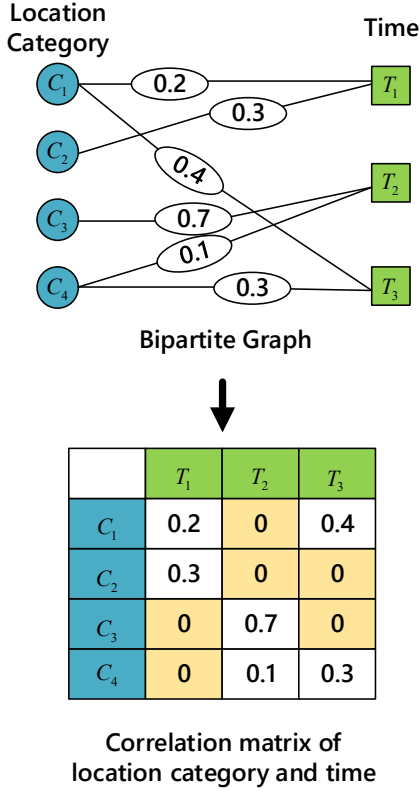 Location Category
Time
C1 0.2 T1
C2 0.3
0.4
C3 0.7 T2
0.1
C4 0.3 T3
Bipartite Graph
T1 T2 T3
C1 0.2 0 0.4
C2 0.3 0 0
C3 0 0.7 0
C4 0 0.1 0.3
Correlation matrix of
location category and time